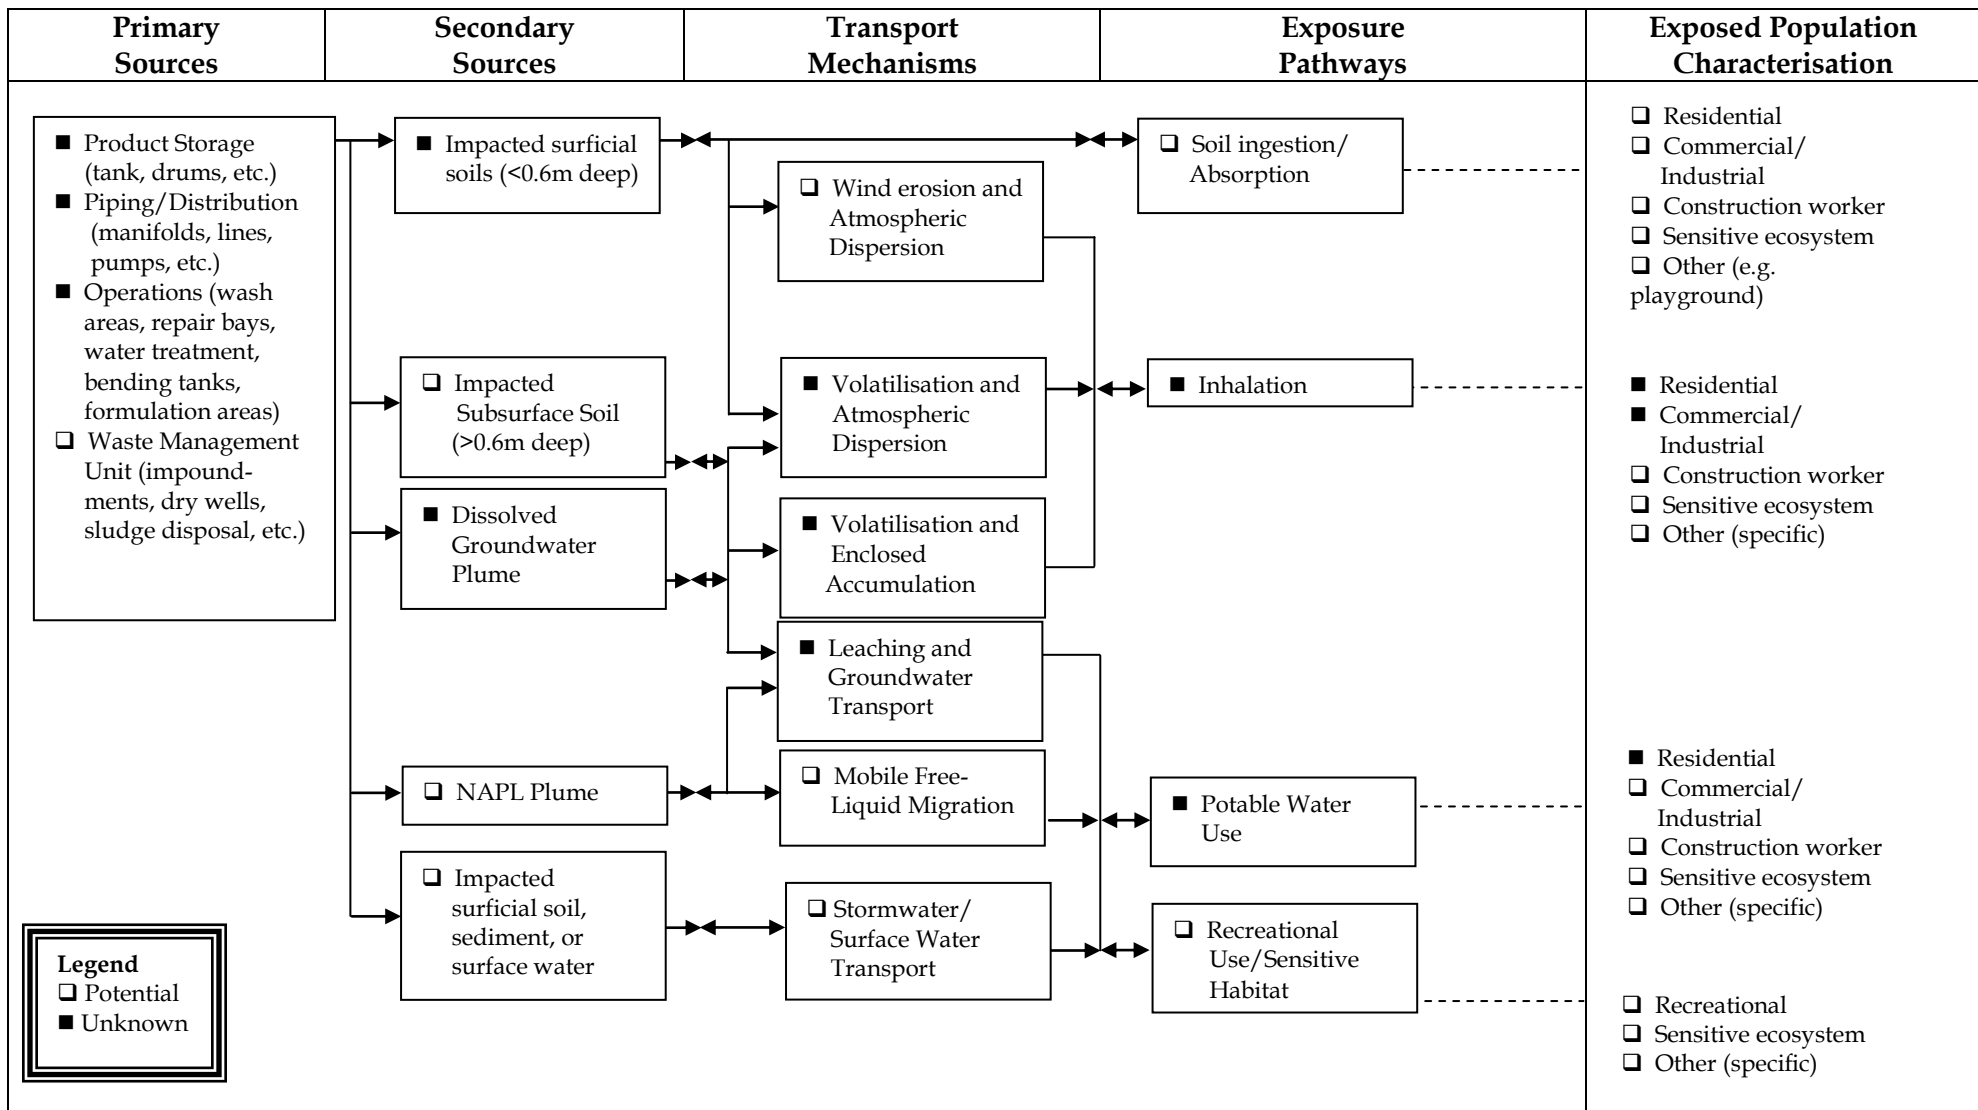 Primary
Sources
Secondary
Sources
Transport
Mechanisms
Exposure
Pathways
Exposed Population
Characterisation
■ Product Storage
(tank, drums, etc.)
■ Piping/Distribution
(manifolds, lines,
pumps, etc.)
■ Operations (wash
areas, repair bays,
water treatment,
bending tanks,
formulation areas)
❑ Waste Management
Unit (impound-
ments, dry wells,
sludge disposal, etc.)
■ Impacted surficial
soils (<0.6m deep)
❑ Impacted
Subsurface Soil
(>0.6m deep)
■ Dissolved
Groundwater
Plume
❑ NAPL Plume
❑ Impacted
surficial soil,
sediment, or
surface water
❑ Wind erosion and
Atmospheric
Dispersion
■ Volatilisation and
Atmospheric
Dispersion
■ Volatilisation and
Enclosed
Accumulation
■ Leaching and
Groundwater
Transport
❑ Mobile Free-
Liquid Migration
❑ Stormwater/
Surface Water
Transport
❑ Soil ingestion/
Absorption
■ Inhalation
■ Potable Water
Use
❑ Recreational
Use/Sensitive
Habitat
❑ Residential
❑ Commercial/
Industrial
❑ Construction worker
❑ Sensitive ecosystem
❑ Other (e.g.
playground)
■ Residential
■ Commercial/
Industrial
❑ Construction worker
❑ Sensitive ecosystem
❑ Other (specific)
■ Residential
❑ Commercial/
Industrial
❑ Construction worker
❑ Sensitive ecosystem
❑ Other (specific)
❑ Recreational
❑ Sensitive ecosystem
❑ Other (specific)
Legend
❑ Potential
■ Unknown